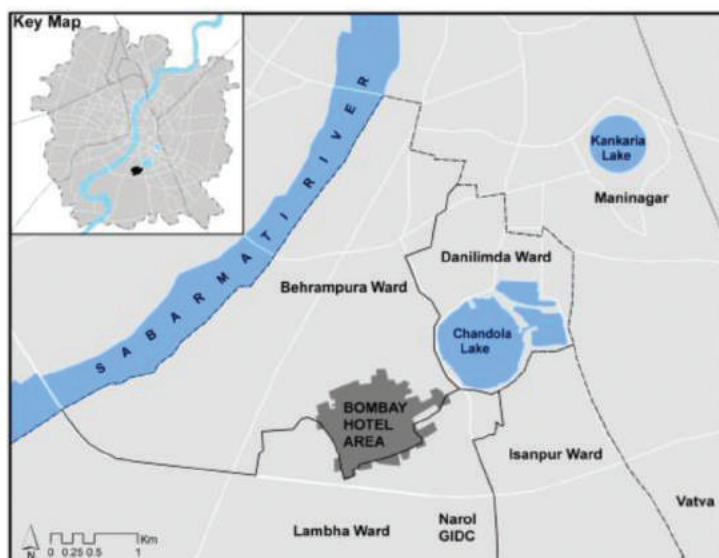 Key Map
SABARMATI RIVER
Kankaria
Lake
Maninagar
Danilimda Ward
Behrampura Ward
Chandola
Lake
BOMBAY
HOTEL
AREA
Isanpur Ward
Vatva
Lambha Ward
Narol
GIDC
N
Km
0 0.25 0.5 1